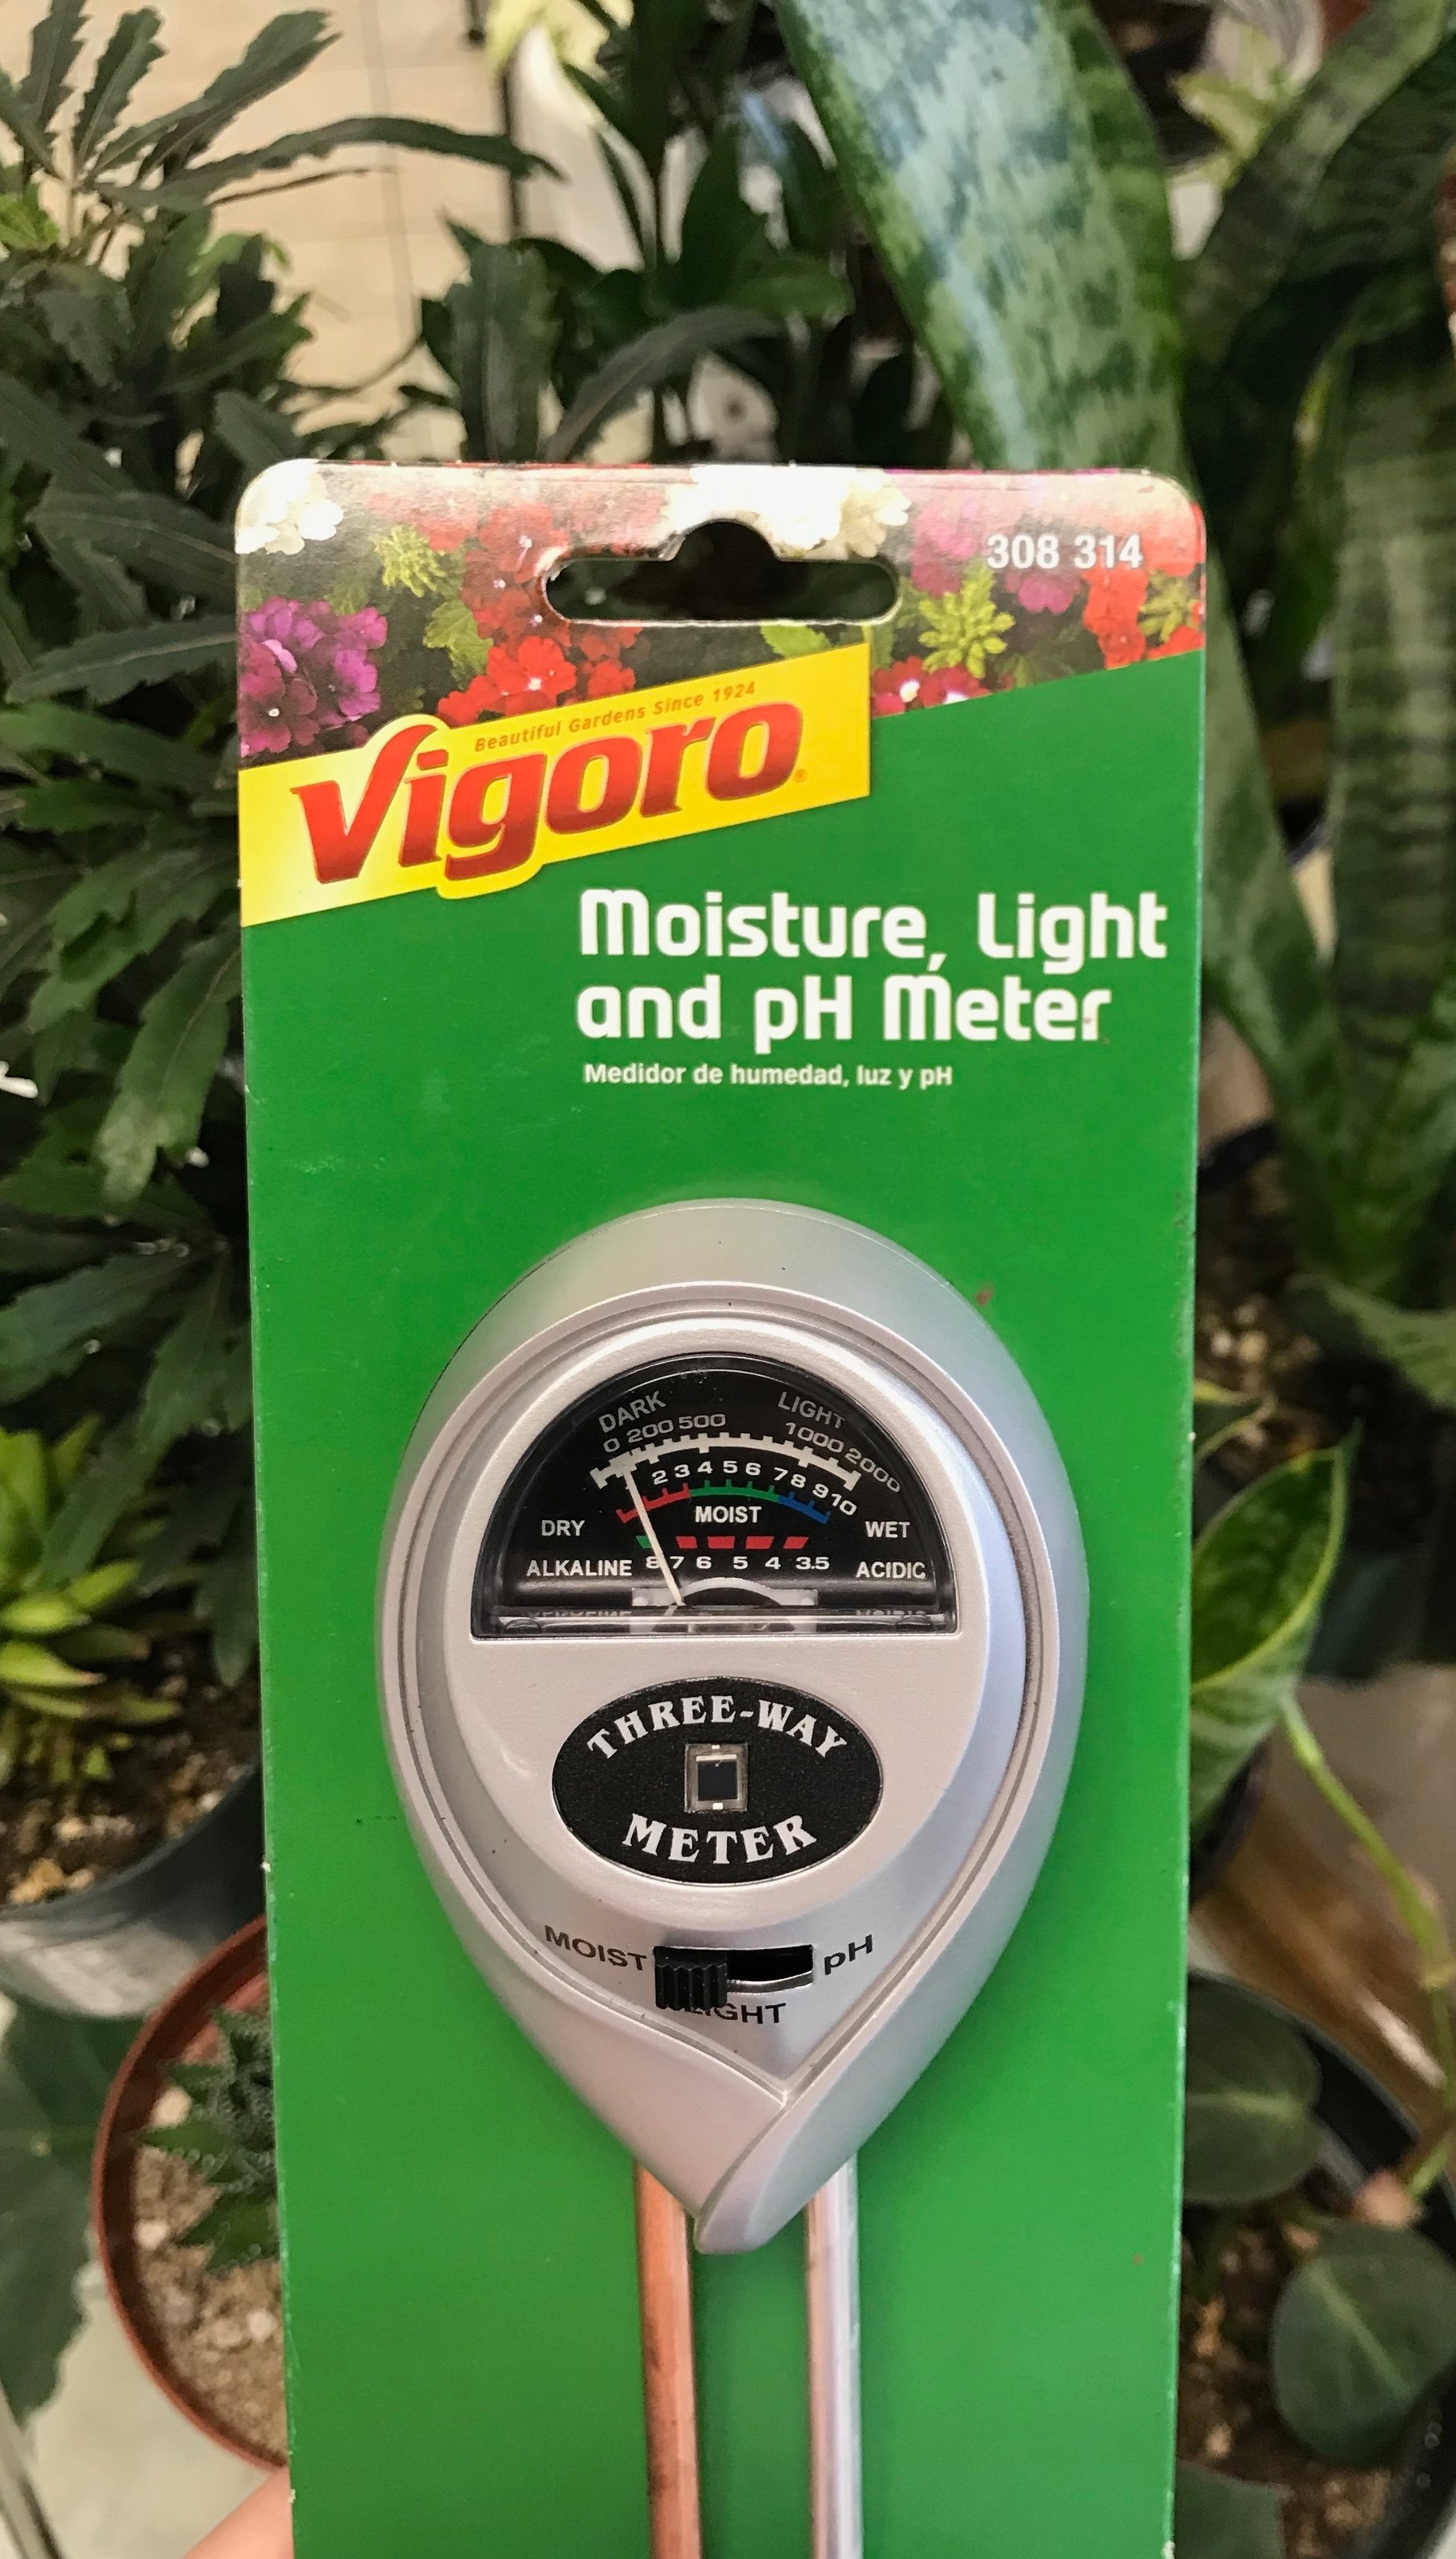 308 314
Beautiful Gardens Since 1924
Vigoro®
Moisture, Light
and pH Meter
Medidor de humedad, luz y pH
DARK LIGHT
0 200 500 1000 2000
2 3 4 5 6 7 8 9 10
DRY MOIST WET
ALKALINE 8 7 6 5 4 3.5 ACIDIC
THREE-WAY
METER
MOIST pH